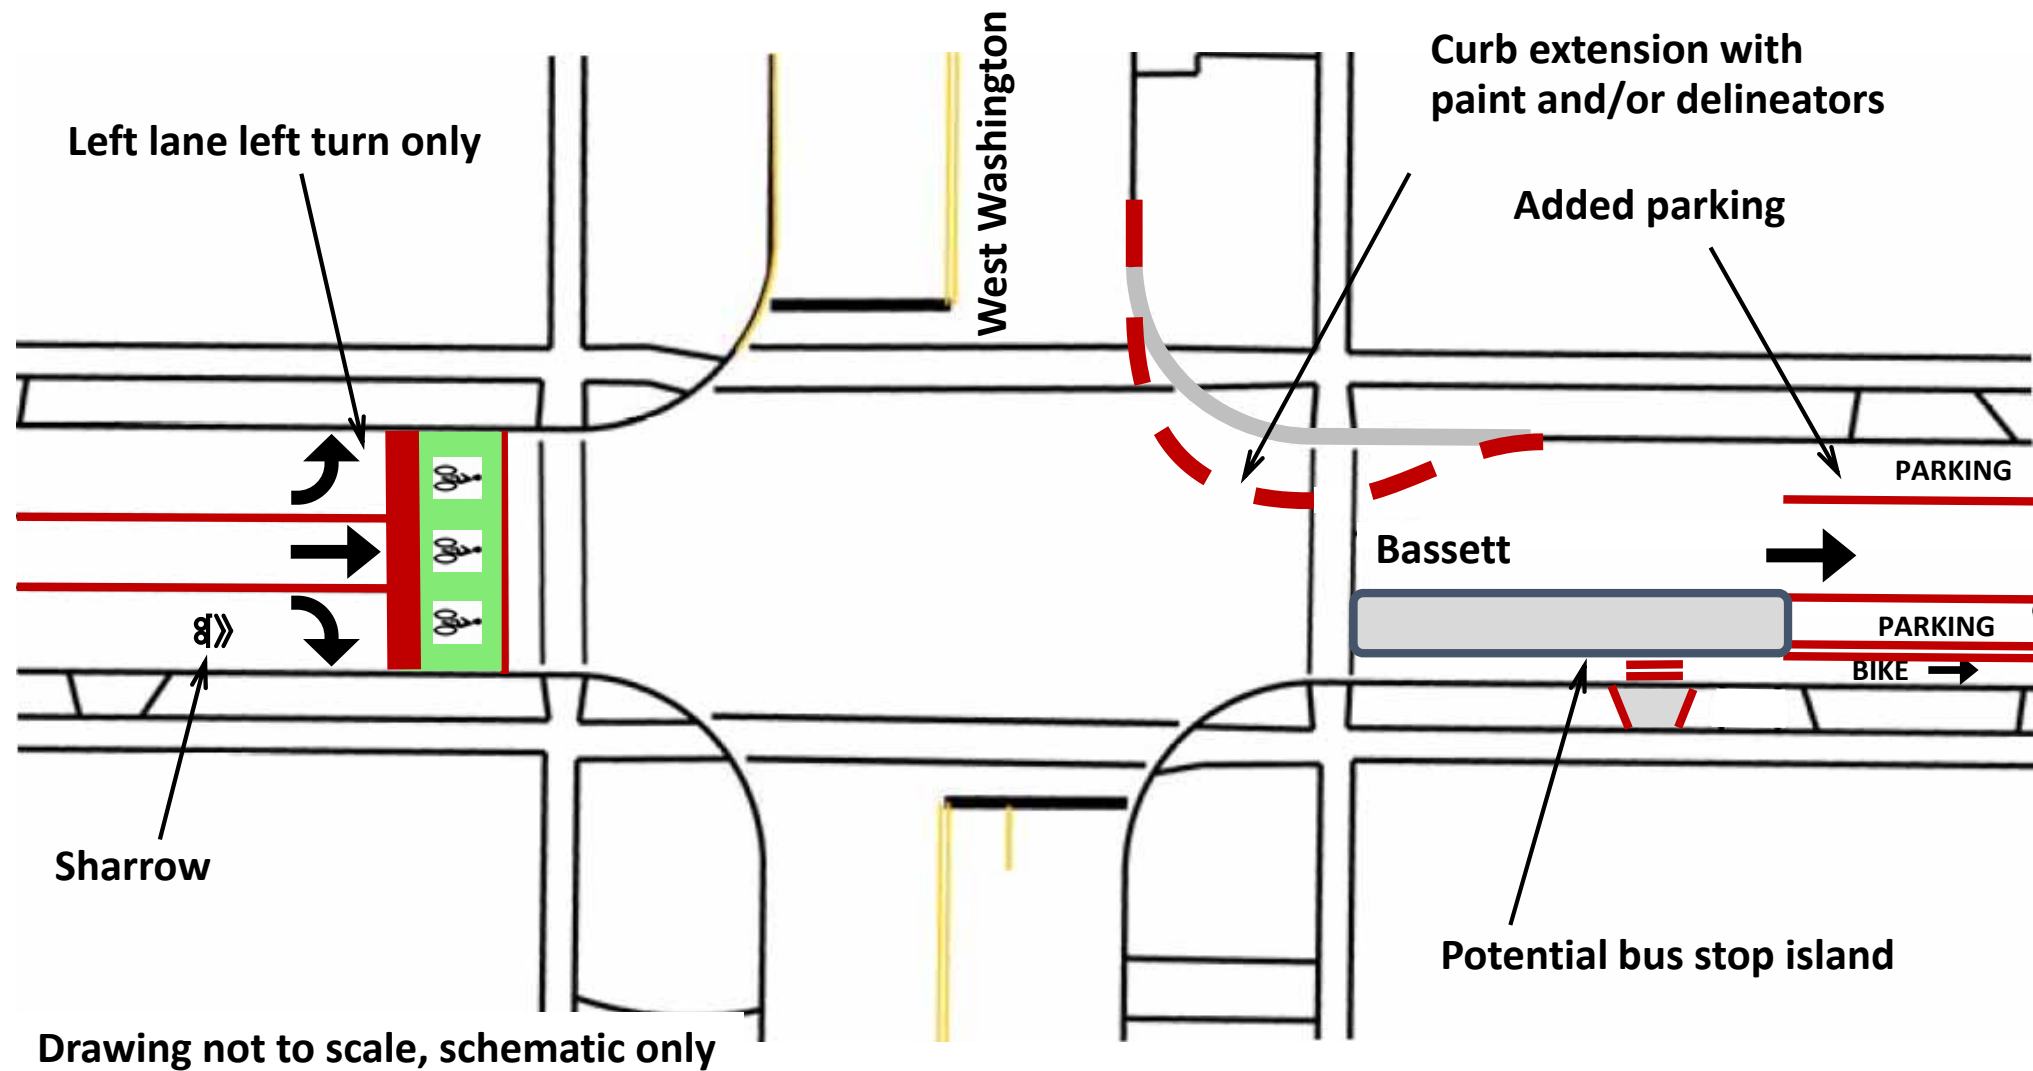 West Washington
Curb extension with
paint and/or delineators
Left lane left turn only
Added parking
PARKING
Bassett
PARKING
BIKE
Sharrow
Potential bus stop island
Drawing not to scale, schematic only